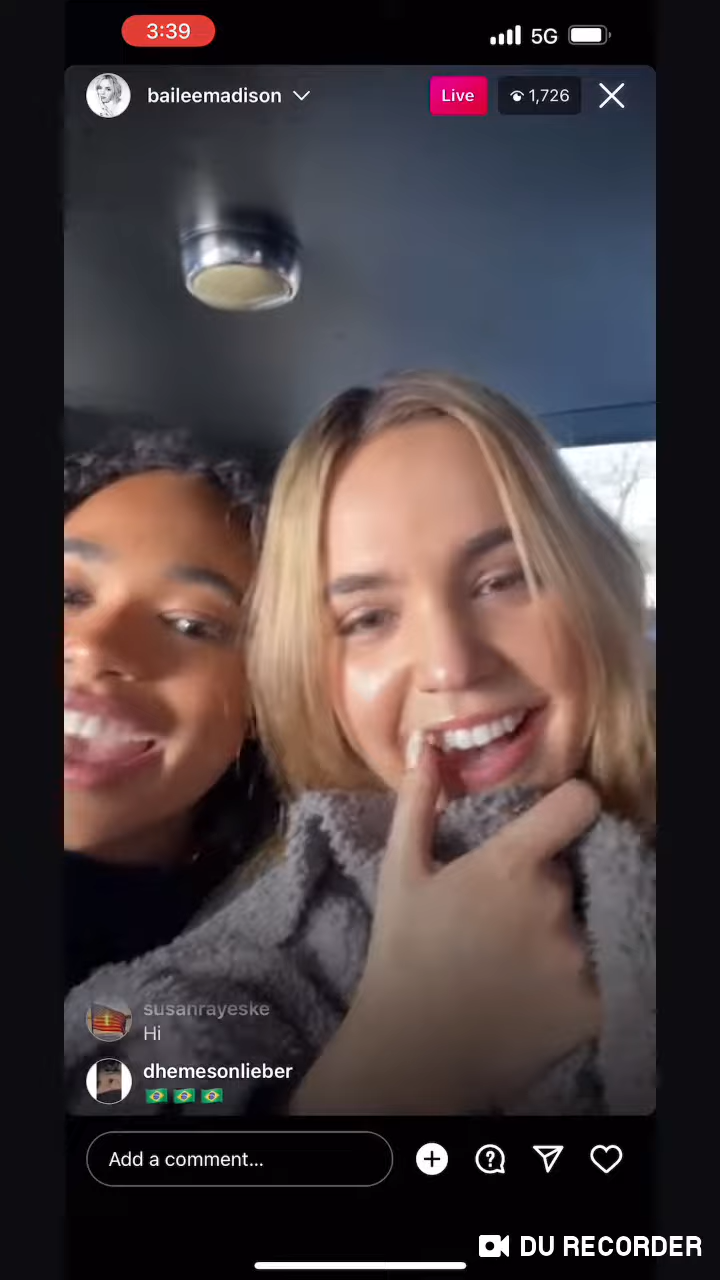 3:39
5G
baileemadison
Live
1,726
susanrayeske
Hi
dhemesonlieber
🇧🇷 🇧🇷 🇧🇷
Add a comment...
DU RECORDER